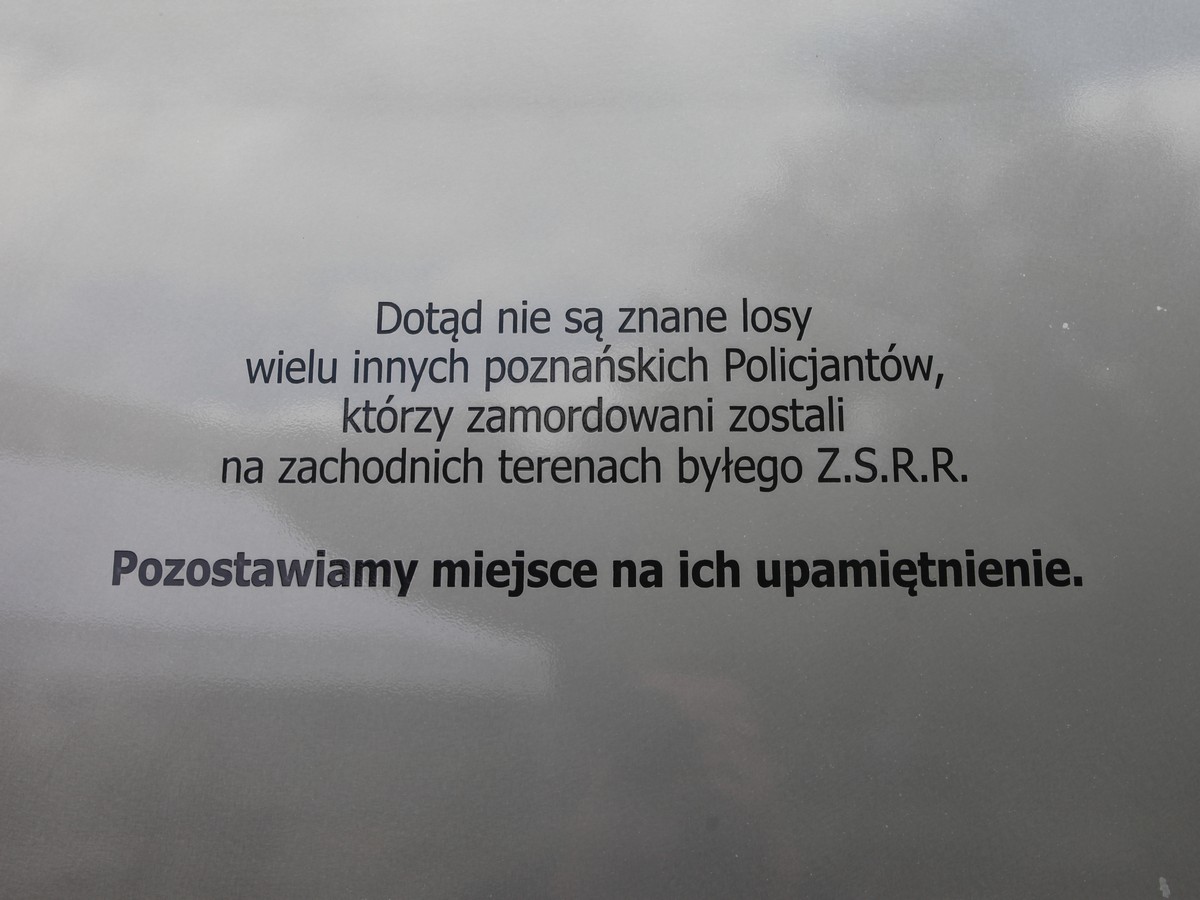 Dotąd nie są znane losy
wielu innych poznańskich Policjantów,
którzy zamordowani zostali
na zachodnich terenach byłego Z.S.R.R.
Pozostawiamy miejsce na ich upamiętnienie.